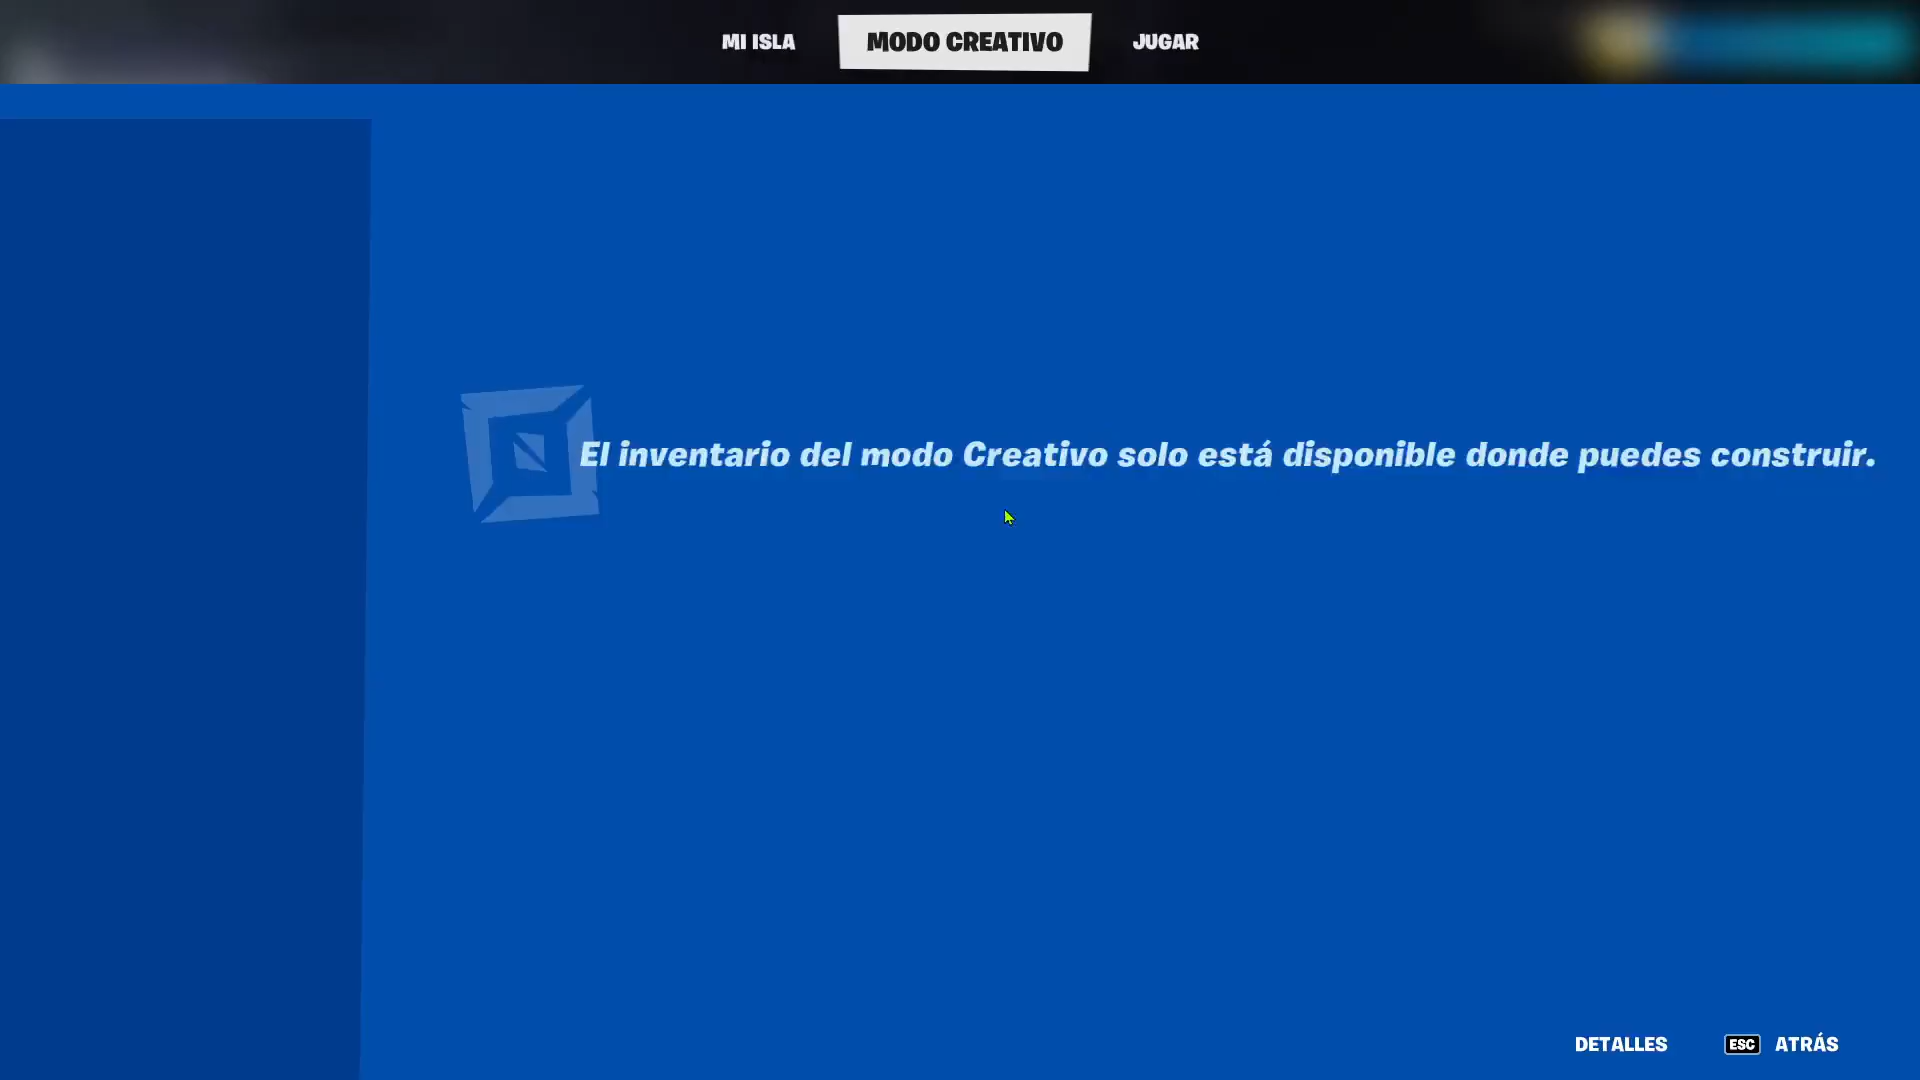 MI ISLA
MODO CREATIVO
JUGAR
El inventario del modo Creativo solo está disponible donde puedes construir.
DETALLES
ESC ATRÁS